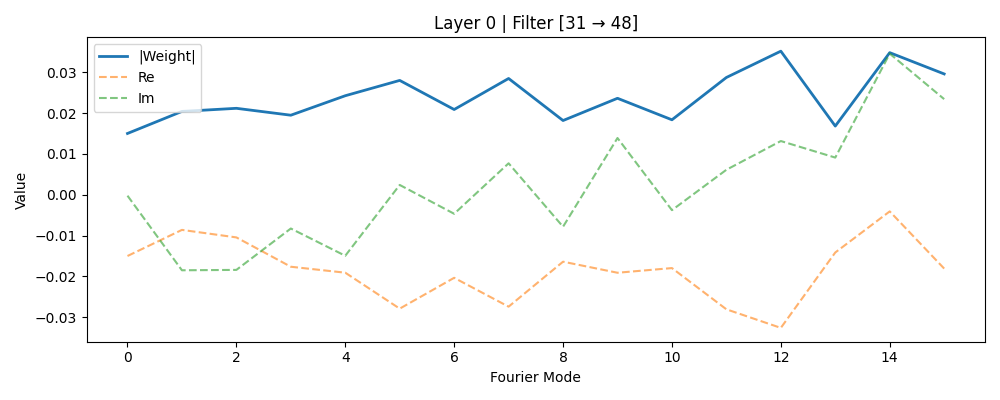 Layer 0 | Filter [31 → 48]
|Weight|
Re
Im
0.03
0.02
0.01
0.00
−0.01
−0.02
−0.03
Value
0 2 4 6 8 10 12 14
Fourier Mode